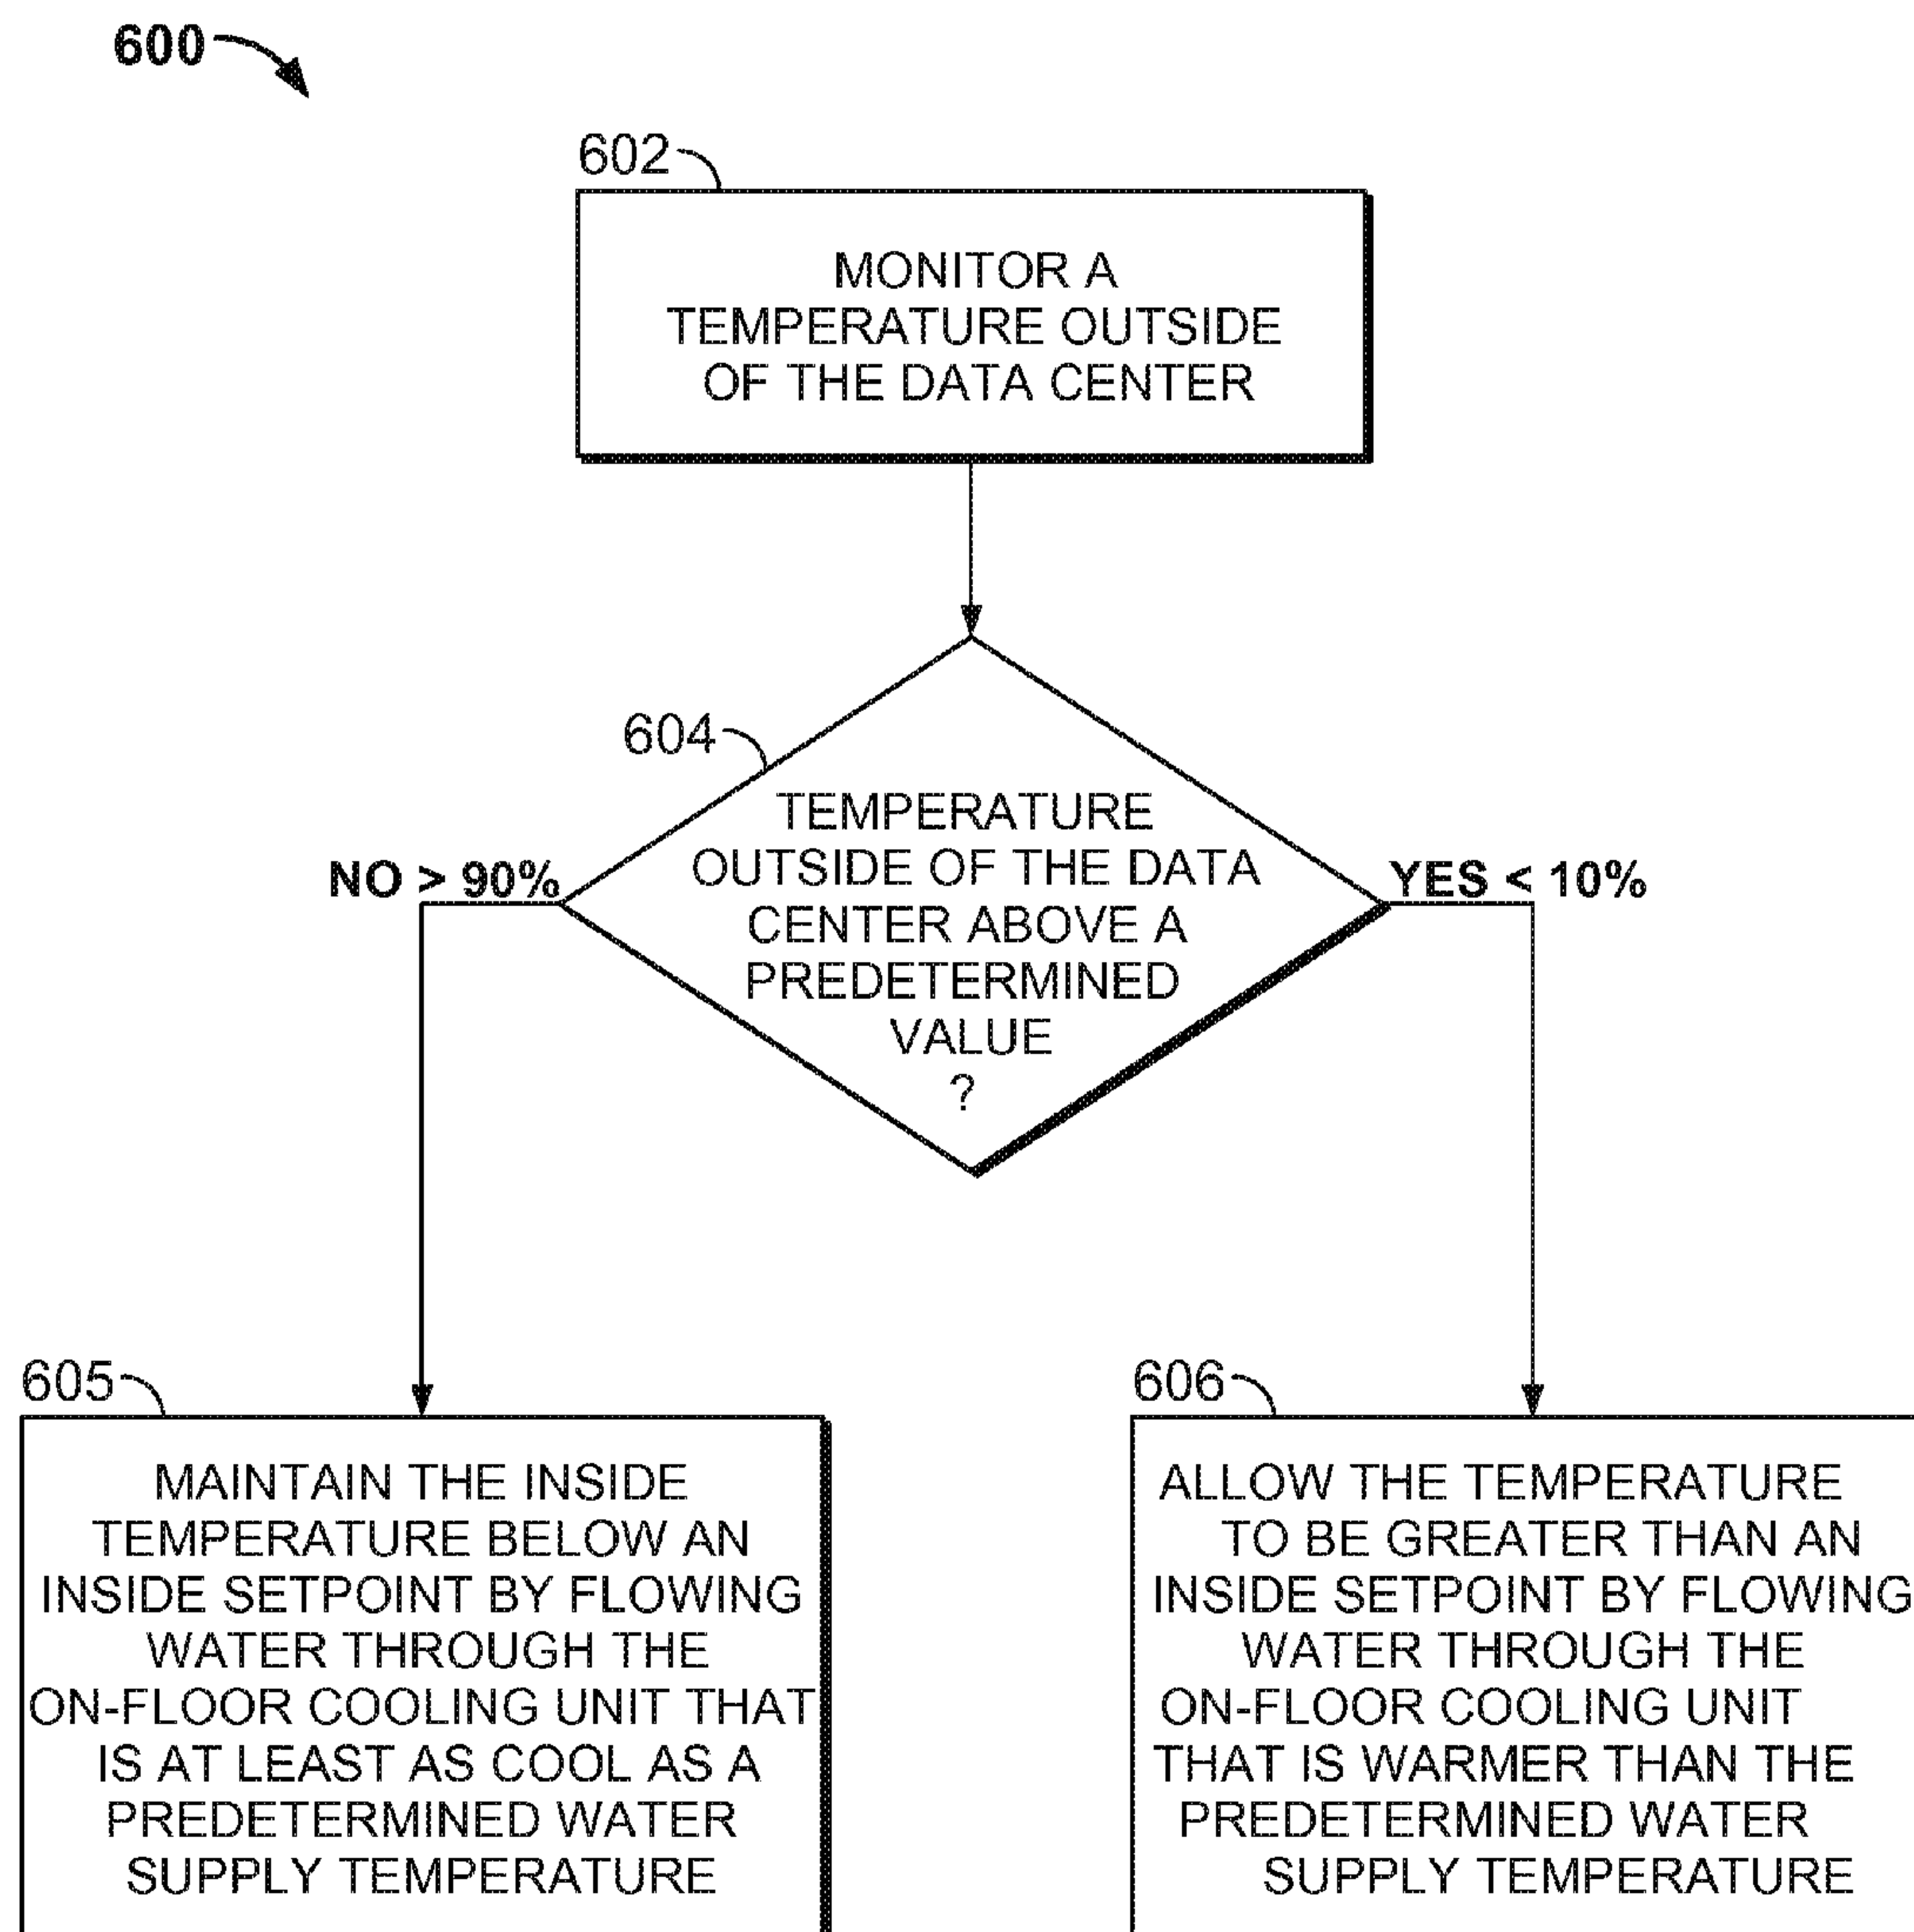 600
602
MONITOR A
TEMPERATURE OUTSIDE
OF THE DATA CENTER
604
TEMPERATURE
OUTSIDE OF THE DATA
CENTER ABOVE A
PREDETERMINED
VALUE
?
NO > 90%
YES < 10%
605
MAINTAIN THE INSIDE
TEMPERATURE BELOW AN
INSIDE SETPOINT BY FLOWING
WATER THROUGH THE
ON-FLOOR COOLING UNIT THAT
IS AT LEAST AS COOL AS A
PREDETERMINED WATER
SUPPLY TEMPERATURE
606
ALLOW THE TEMPERATURE
TO BE GREATER THAN AN
INSIDE SETPOINT BY FLOWING
WATER THROUGH THE
ON-FLOOR COOLING UNIT
THAT IS WARMER THAN THE
PREDETERMINED WATER
SUPPLY TEMPERATURE